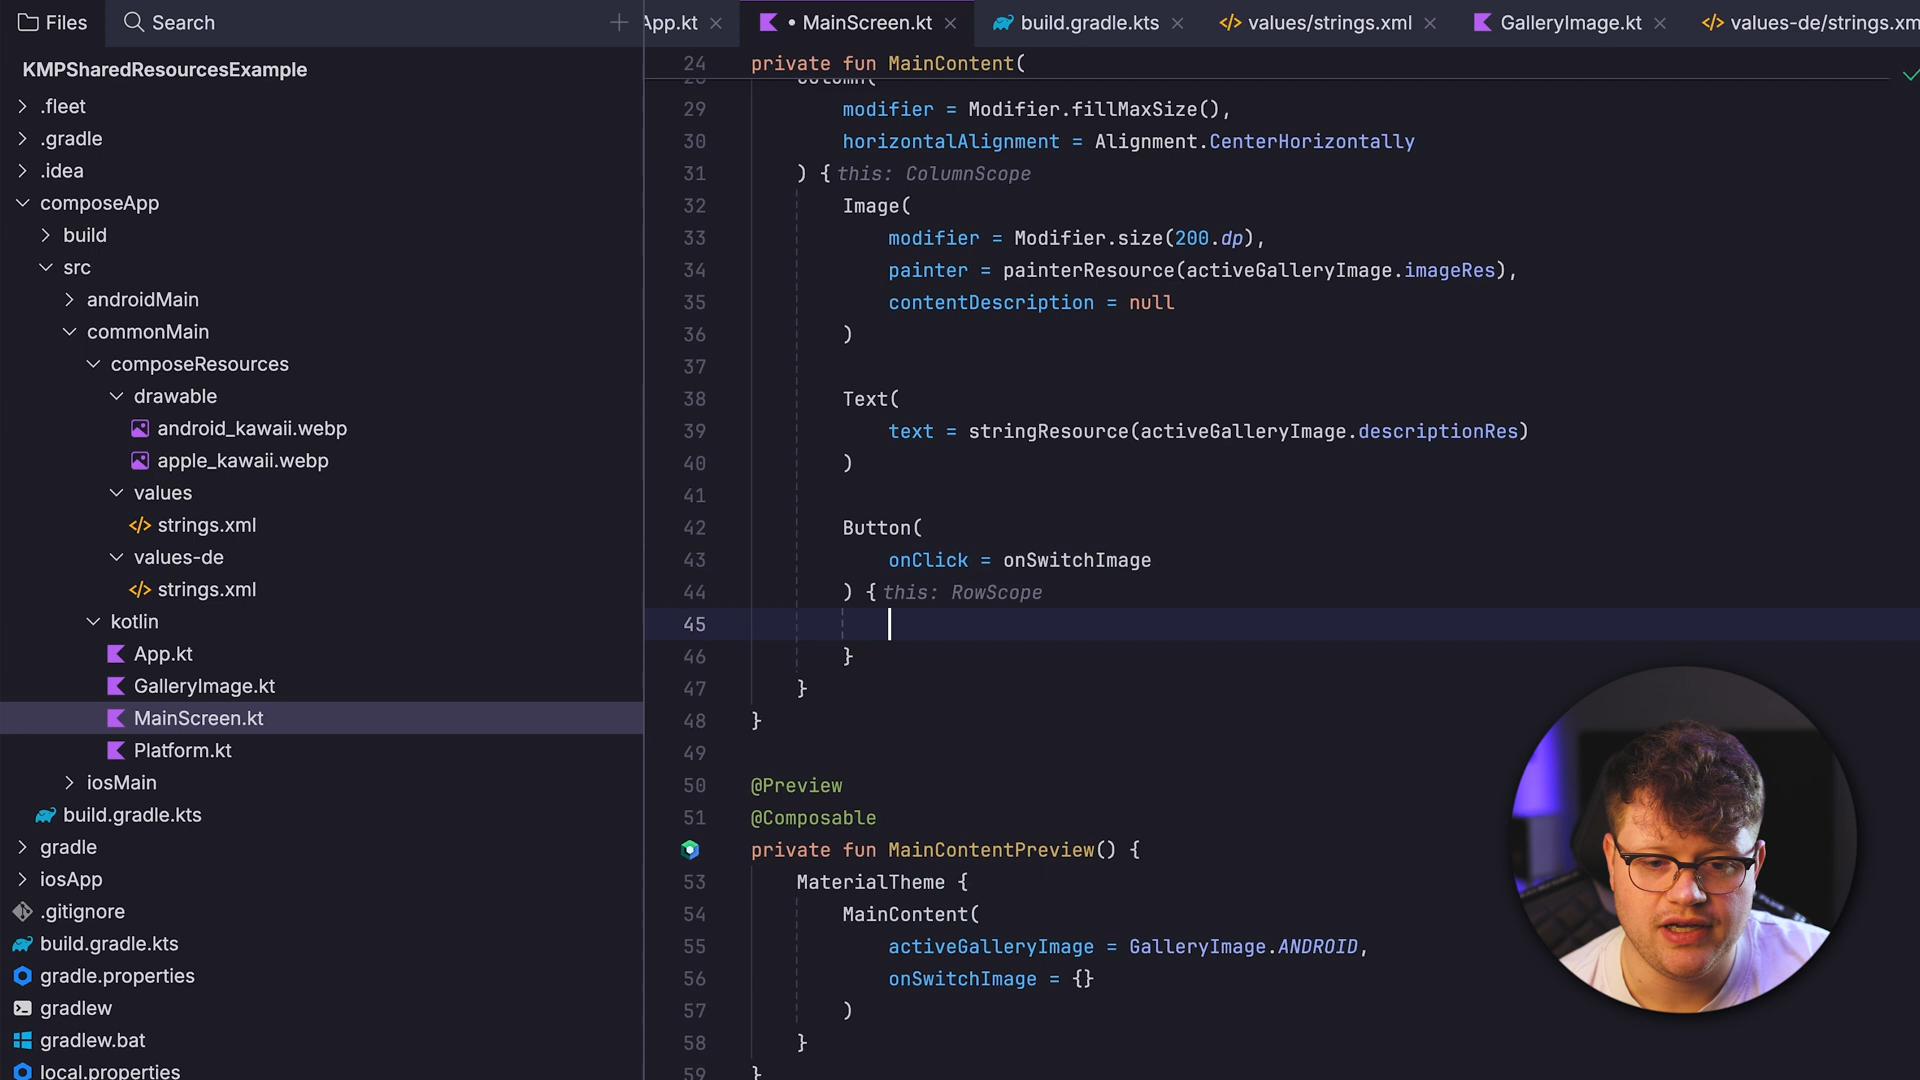 Files
Search
App.kt
• MainScreen.kt
build.gradle.kts
values/strings.xml
GalleryImage.kt
values-de/strings.xm
KMPSharedResourcesExample
.fleet
.gradle
.idea
composeApp
build
src
androidMain
commonMain
composeResources
drawable
android_kawaii.webp
apple_kawaii.webp
values
strings.xml
values-de
strings.xml
kotlin
App.kt
GalleryImage.kt
MainScreen.kt
Platform.kt
iosMain
build.gradle.kts
gradle
iosApp
.gitignore
build.gradle.kts
gradle.properties
gradlew
gradlew.bat
local.properties
24 private fun MainContent(
28 Column(
29 modifier = Modifier.fillMaxSize(),
30 horizontalAlignment = Alignment.CenterHorizontally
31 ) { this: ColumnScope
32 Image(
33 modifier = Modifier.size(200.dp),
34 painter = painterResource(activeGalleryImage.imageRes),
35 contentDescription = null
36 )
37
38 Text(
39 text = stringResource(activeGalleryImage.descriptionRes)
40 )
41
42 Button(
43 onClick = onSwitchImage
44 ) { this: RowScope
45
46 }
47 }
48 }
49
50 @Preview
51 @Composable
private fun MainContentPreview() {
53 MaterialTheme {
54 MainContent(
55 activeGalleryImage = GalleryImage.ANDROID,
56 onSwitchImage = {}
57 )
58 }
59 }